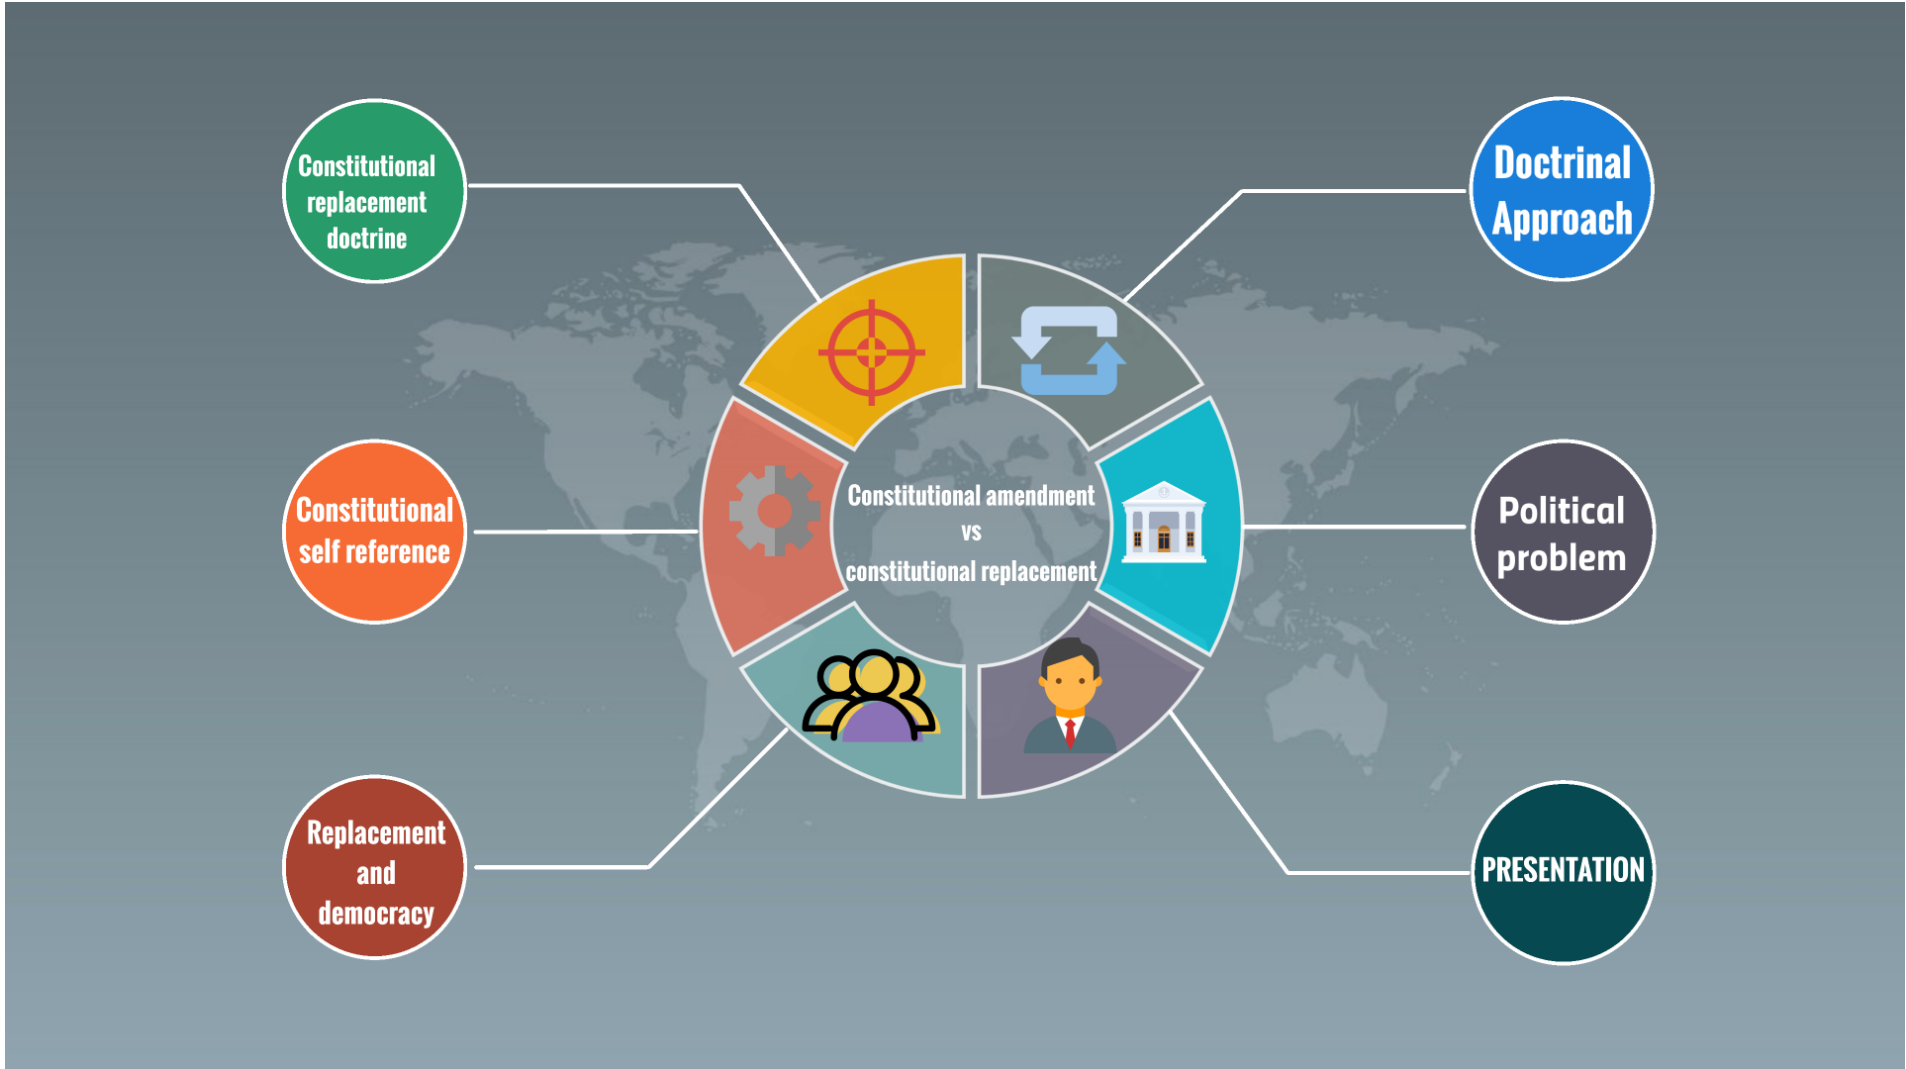 Constitutional
replacement
doctrine
Doctrinal
Approach
Constitutional
self reference
Constitutional amendment
vs
constitutional replacement
Political
problem
Replacement
and
democracy
PRESENTATION